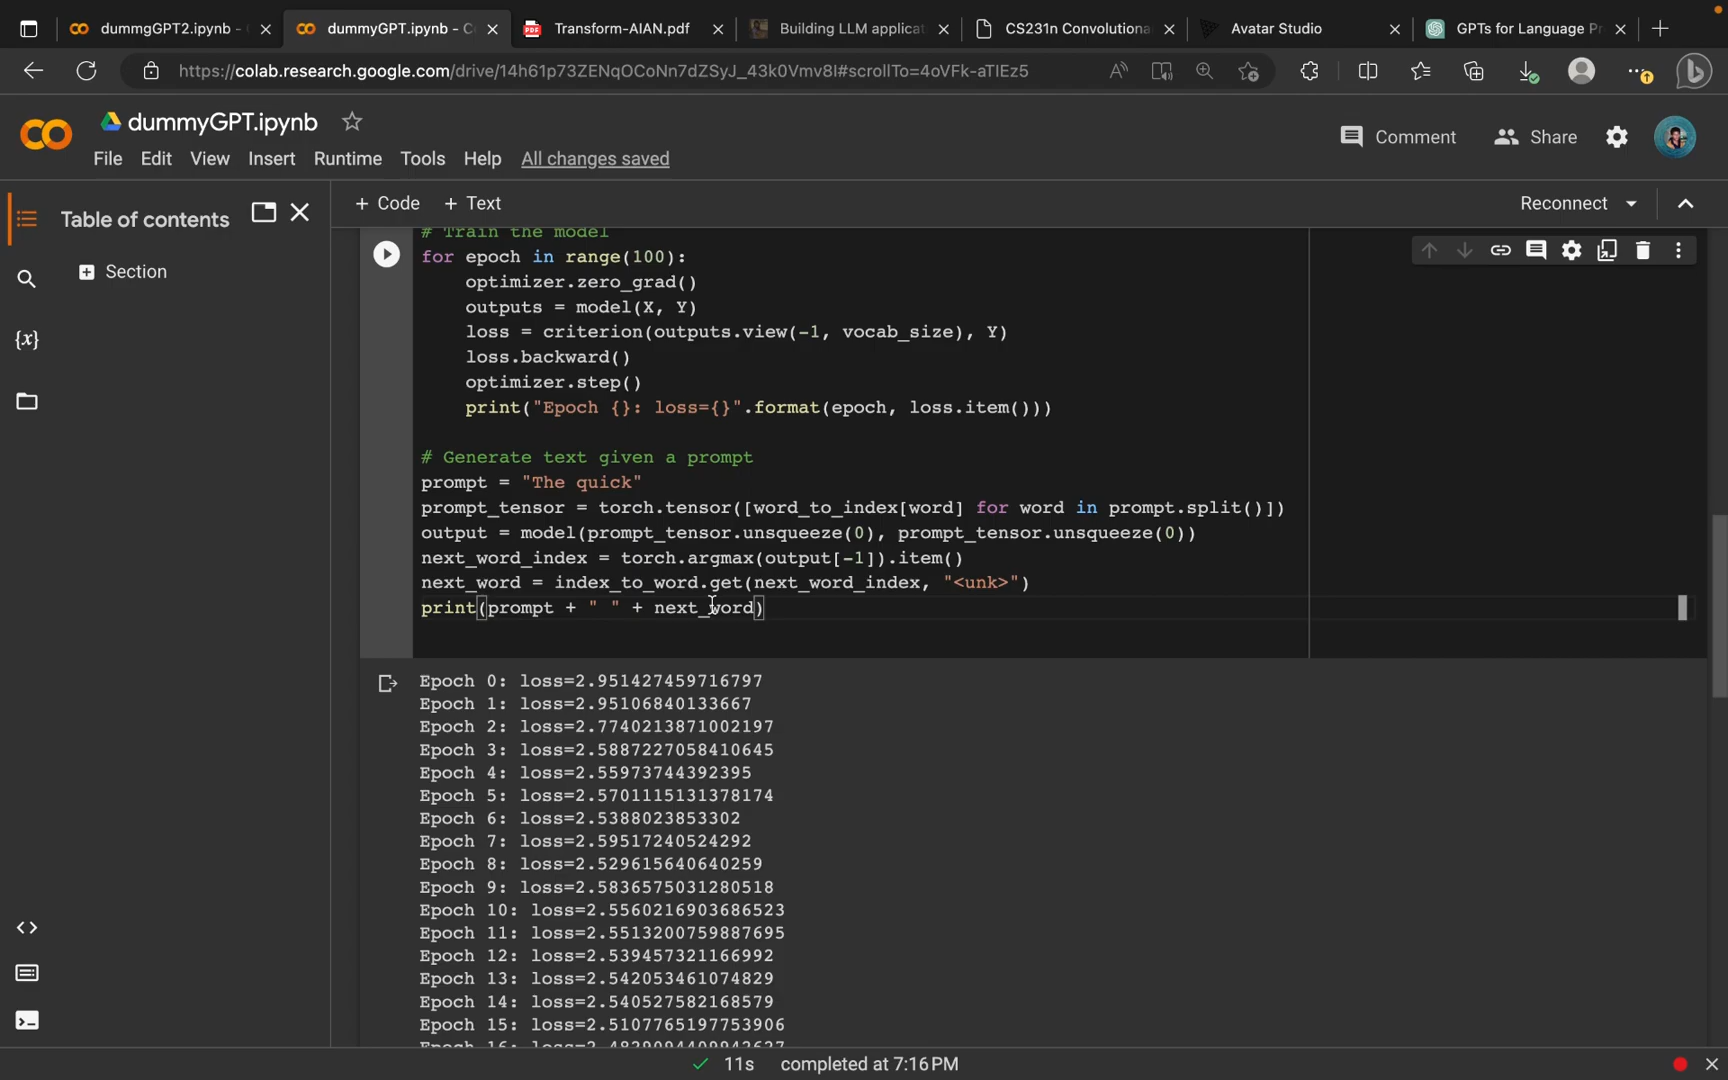 dummgGPT2.ipynb -
dummyGPT.ipynb - C
Transform-AIAN.pdf
Building LLM applicat
CS231n Convolutiona
Avatar Studio
GPTs for Language Pr
https://colab.research.google.com/drive/14h61p73ZENqOCoNn7dZSyJ_43k0Vmv8I#scrollTo=4oVFk-aTIEz5
dummyGPT.ipynb
Comment
Share
File Edit View Insert Runtime Tools Help All changes saved
Table of contents
+ Code + Text
Reconnect
Section
{x}
# Train the model
for epoch in range(100):
    optimizer.zero_grad()
    outputs = model(X, Y)
    loss = criterion(outputs.view(-1, vocab_size), Y)
    loss.backward()
    optimizer.step()
    print("Epoch {}: loss={}".format(epoch, loss.item()))
# Generate text given a prompt
prompt = "The quick"
prompt_tensor = torch.tensor([word_to_index[word] for word in prompt.split()])
output = model(prompt_tensor.unsqueeze(0), prompt_tensor.unsqueeze(0))
next_word_index = torch.argmax(output[-1]).item()
next_word = index_to_word.get(next_word_index, "<unk>")
print(prompt + " " + next_word)
Epoch 0: loss=2.951427459716797
Epoch 1: loss=2.95106840133667
Epoch 2: loss=2.7740213871002197
Epoch 3: loss=2.5887227058410645
Epoch 4: loss=2.55973744392395
Epoch 5: loss=2.5701115131378174
Epoch 6: loss=2.5388023853302
Epoch 7: loss=2.59517240524292
Epoch 8: loss=2.529615640640259
Epoch 9: loss=2.5836575031280518
Epoch 10: loss=2.5560216903686523
Epoch 11: loss=2.5513200759887695
Epoch 12: loss=2.539457321166992
Epoch 13: loss=2.542053461074829
Epoch 14: loss=2.540527582168579
Epoch 15: loss=2.5107765197753906
11s completed at 7:16 PM